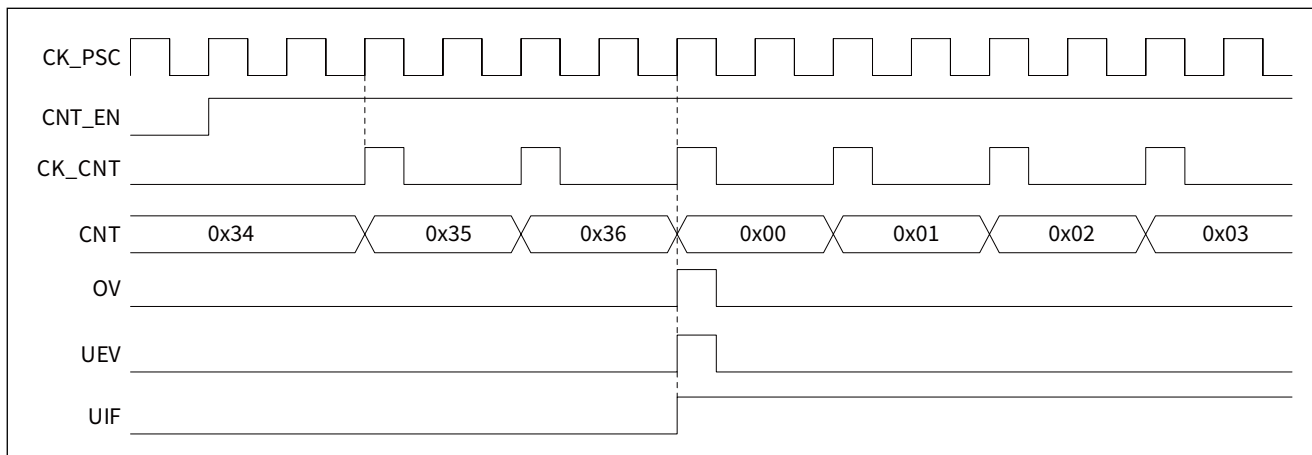 CK_PSC
CNT_EN
CK_CNT
CNT 0x34 0x35 0x36 0x00 0x01 0x02 0x03
OV
UEV
UIF